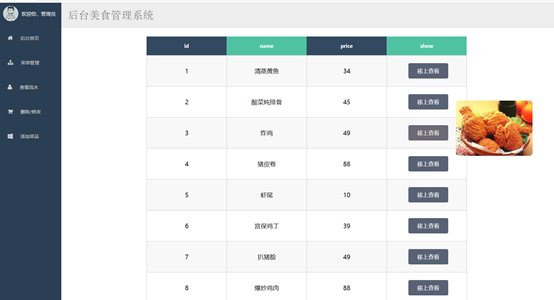 欢迎您、管理员
后台美食管理系统
后台首页
菜单管理
查看流水
删除/修改
添加菜品
id name price show
1 清蒸黄鱼 34 移上查看
2 酸菜炖排骨 45 移上查看
3 炸鸡 49 移上查看
4 猪皮卷 88 移上查看
5 虾尾 10 移上查看
6 宫保鸡丁 39 移上查看
7 扒猪脸 49 移上查看
8 爆炒鸡肉 88 移上查看